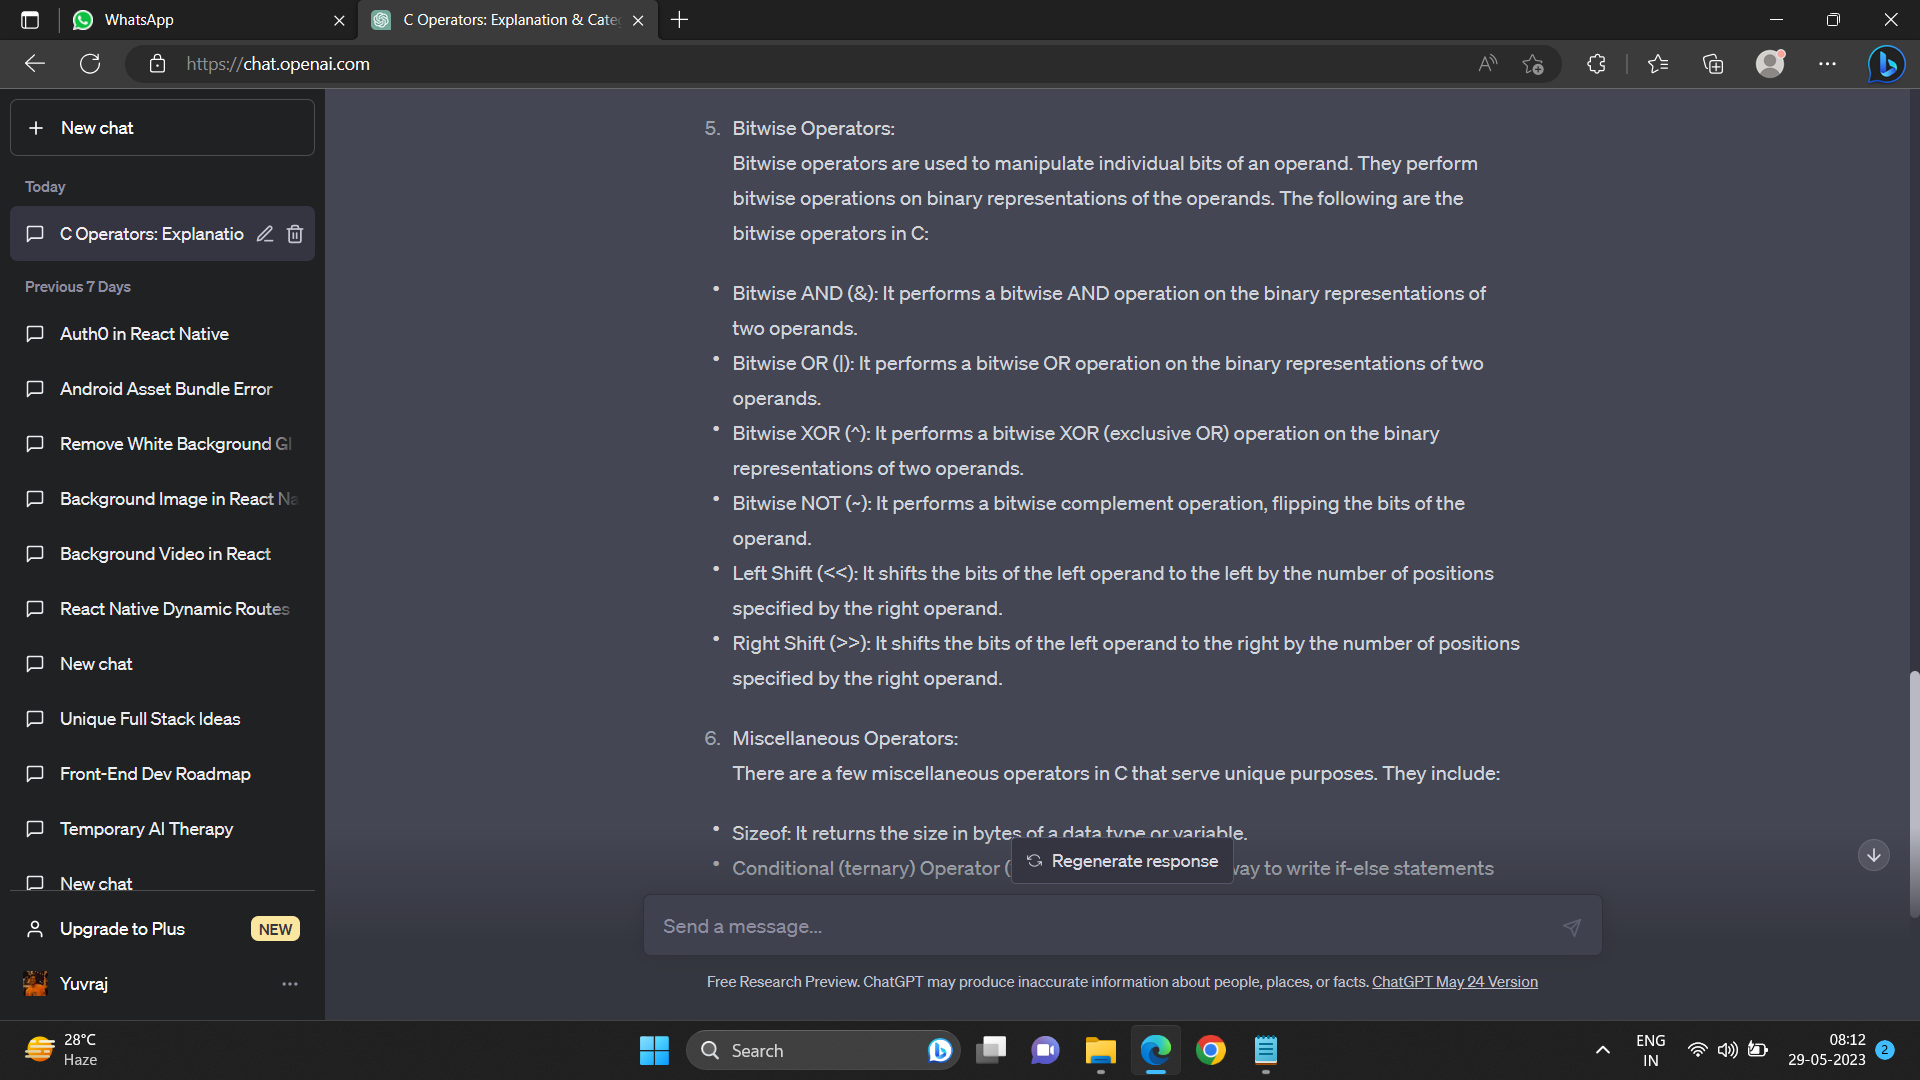 WhatsApp
C Operators: Explanation & Cate
https://chat.openai.com
New chat
Today
C Operators: Explanatio
Previous 7 Days
Auth0 in React Native
Android Asset Bundle Error
Remove White Background Gl
Background Image in React Na
Background Video in React
React Native Dynamic Routes
New chat
Unique Full Stack Ideas
Front-End Dev Roadmap
Temporary AI Therapy
New chat
Upgrade to Plus NEW
Yuvraj
5. Bitwise Operators:
Bitwise operators are used to manipulate individual bits of an operand. They perform
bitwise operations on binary representations of the operands. The following are the
bitwise operators in C:
• Bitwise AND (&): It performs a bitwise AND operation on the binary representations of
two operands.
• Bitwise OR (|): It performs a bitwise OR operation on the binary representations of two
operands.
• Bitwise XOR (^): It performs a bitwise XOR (exclusive OR) operation on the binary
representations of two operands.
• Bitwise NOT (~): It performs a bitwise complement operation, flipping the bits of the
operand.
• Left Shift (<<): It shifts the bits of the left operand to the left by the number of positions
specified by the right operand.
• Right Shift (>>): It shifts the bits of the left operand to the right by the number of positions
specified by the right operand.
6. Miscellaneous Operators:
There are a few miscellaneous operators in C that serve unique purposes. They include:
• Sizeof: It returns the size in bytes of a data type or variable.
• Conditional (ternary) Operator ( way to write if-else statements
Regenerate response
Send a message...
Free Research Preview. ChatGPT may produce inaccurate information about people, places, or facts. ChatGPT May 24 Version
28°C
Haze
Search
ENG
IN
08:12
29-05-2023
2